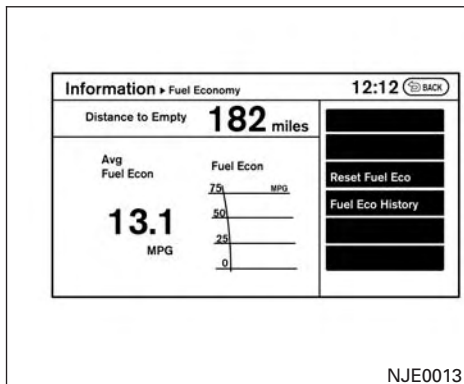 Information ▸ Fuel Economy 12:12 BACK
Distance to Empty 182 miles
Avg
Fuel Econ
13.1
MPG
Fuel Econ
75 MPG
50
25
0
Reset Fuel Eco
Fuel Eco History
NJE0013